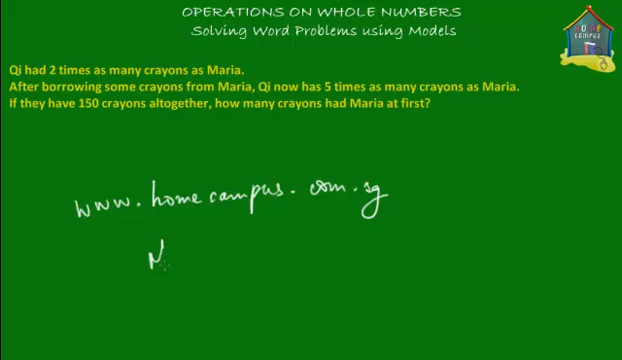 OPERATIONS ON WHOLE NUMBERS
Solving Word Problems using Models
HOME
CAMPUS
Qi had 2 times as many crayons as Maria.
After borrowing some crayons from Maria, Qi now has 5 times as many crayons as Maria.
If they have 150 crayons altogether, how many crayons had Maria at first?
www.homecampus.com.sg
N